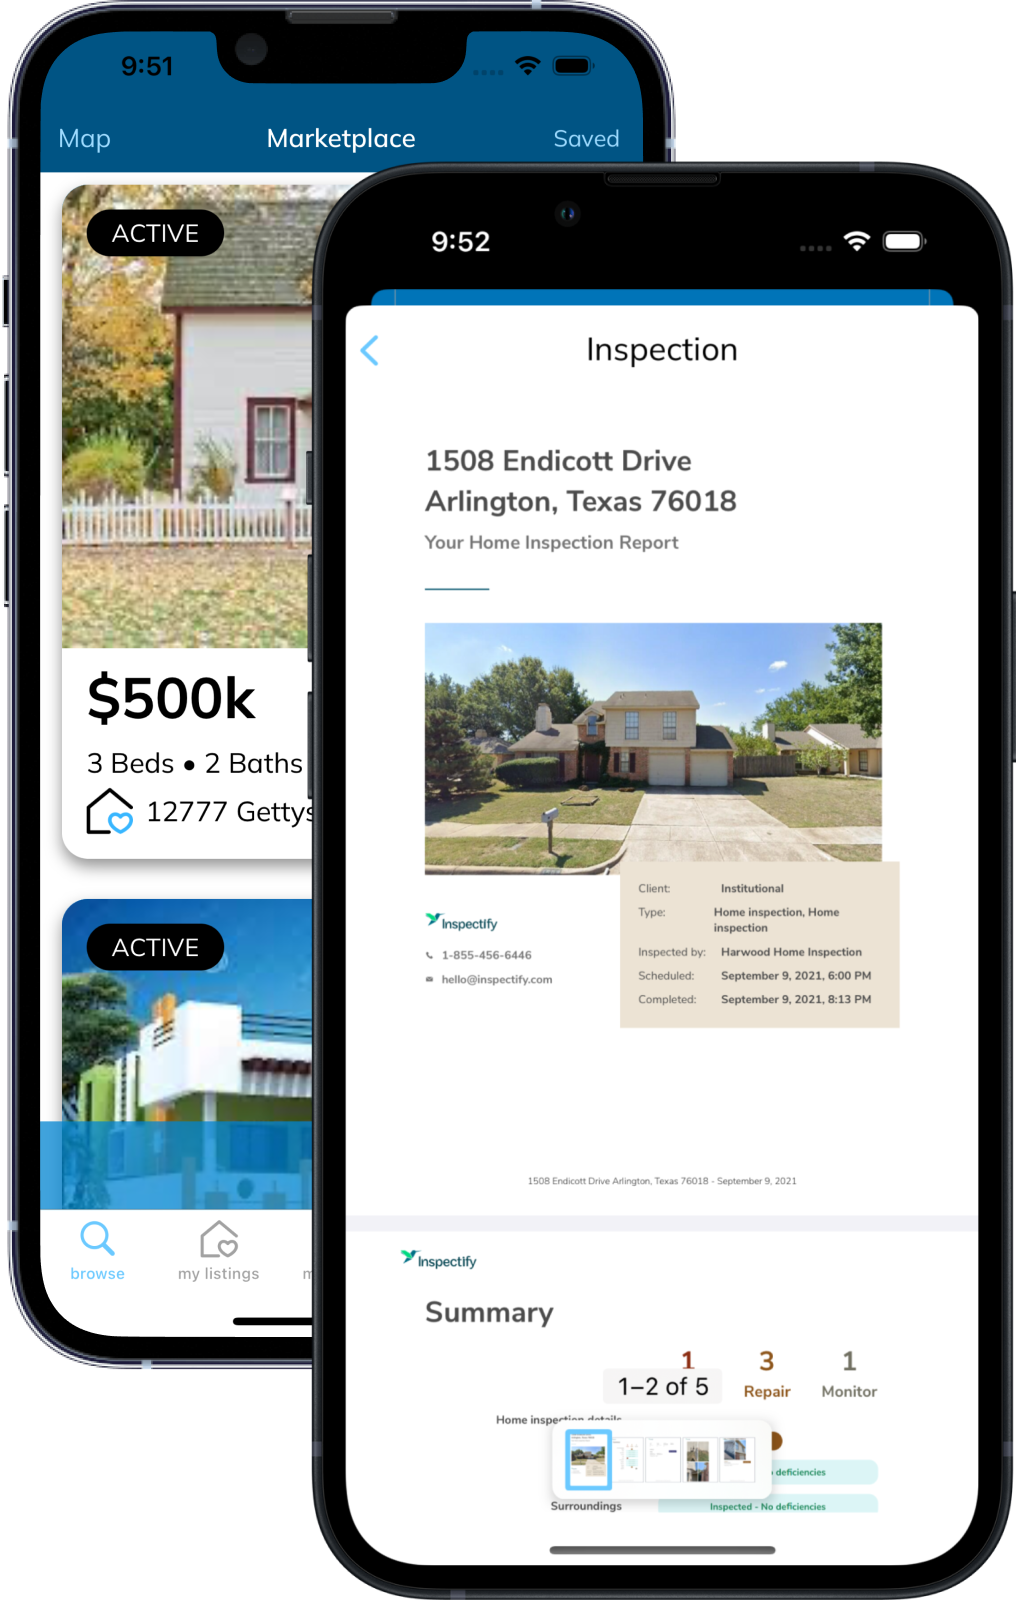 9:51
Map
Marketplace
Saved
ACTIVE
$500k
3 Beds • 2 Baths
12777
ACTIVE
browse
my listings
9:52
Inspection
1508 Endicott Drive
Arlington, Texas 76018
Your Home Inspection Report
Client: Institutional
Type: Home inspection, Home
inspection
Inspected by: Harwood Home Inspection
Scheduled: September 9, 2021, 6:00 PM
Completed: September 9, 2021, 8:13 PM
Inspectify
1-855-456-6446
hello@inspectify.com
1508 Endicott Drive Arlington, Texas 76018 - September 9, 2021
Inspectify
Summary
1 3 1
Repair Monitor
1–2 of 5
Home inspection details
deficiencies
Surroundings Inspected - No deficiencies